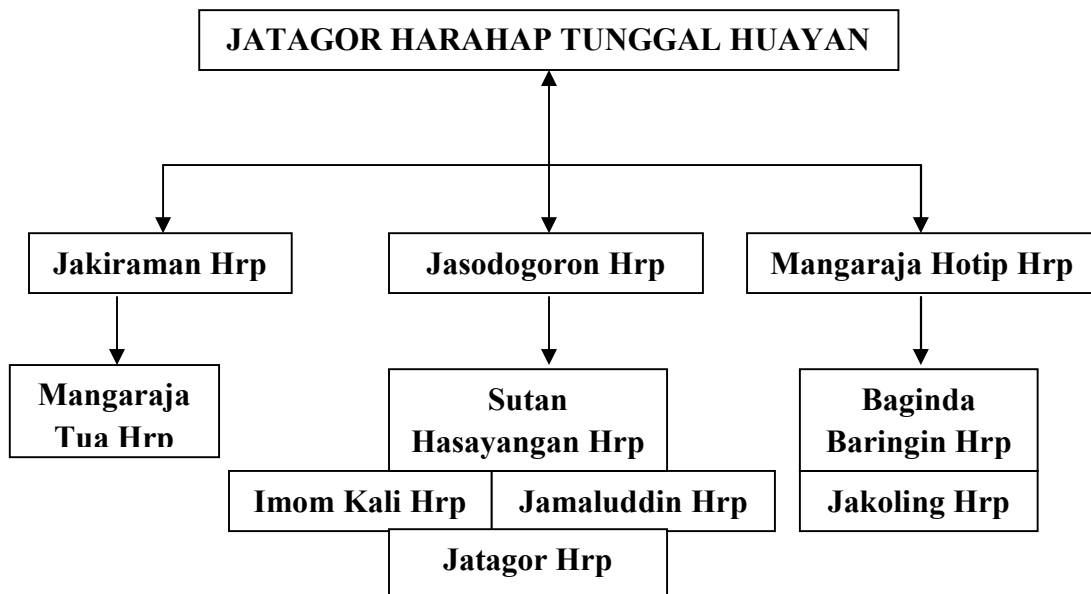 JATAGOR HARAHAP TUNGGAL HUAYAN
Jakiraman Hrp
Jasodogoron Hrp
Mangaraja Hotip Hrp
Mangaraja
Tua Hrp
Sutan
Hasayangan Hrp
Baginda
Baringin Hrp
Imom Kali Hrp
Jamaluddin Hrp
Jakoling Hrp
Jatagor Hrp